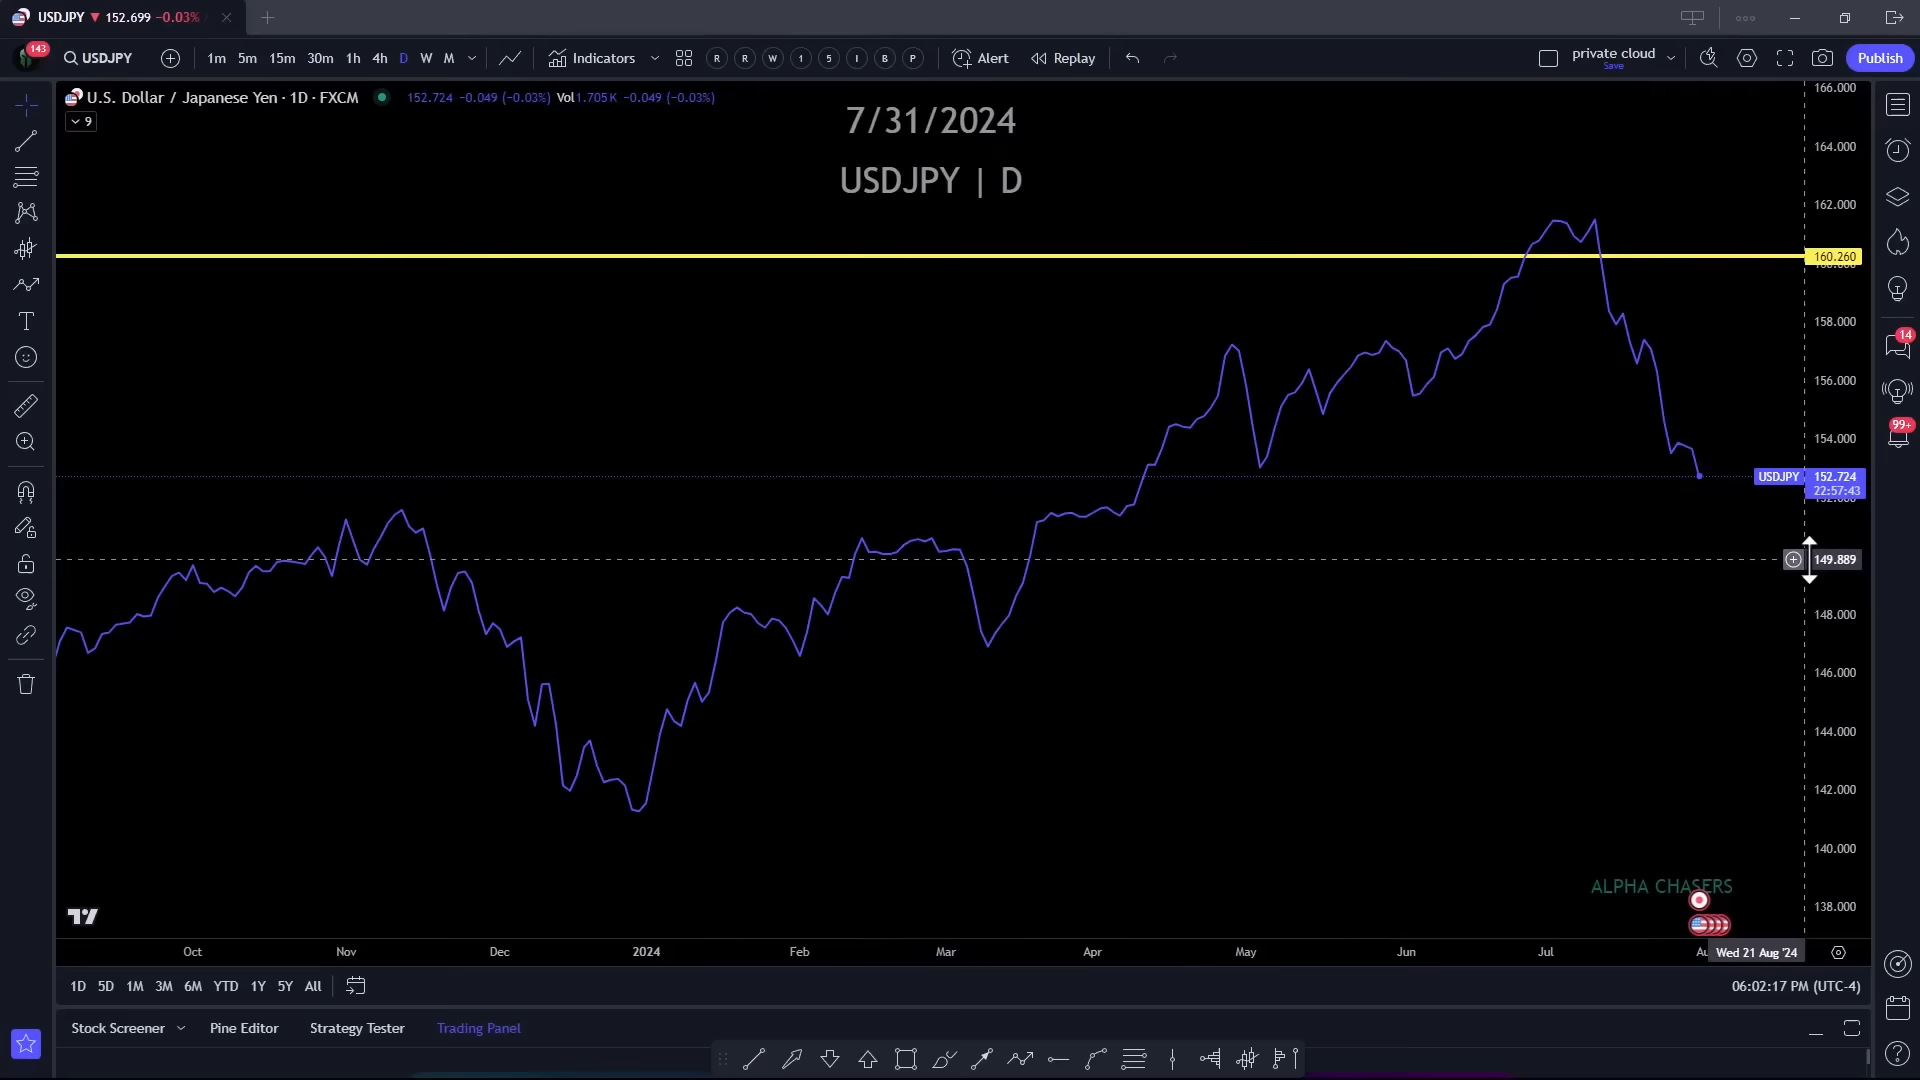 USDJPY 152.699 −0.03%
143
USDJPY 1m 5m 15m 30m 1h 4h D W M Indicators R R W 1 5 I B P Alert Replay private cloud Publish
Save
U.S. Dollar / Japanese Yen · 1D · FXCM 152.724 −0.049 (−0.03%) Vol1.705K −0.049 (−0.03%)
9
7/31/2024
USDJPY | D
166.000
164.000
162.000
160.260
158.000
156.000
154.000
USDJPY 152.724
22:57:43
149.889
148.000
146.000
144.000
142.000
140.000
138.000
14
99+
ALPHA CHASERS
Oct Nov Dec 2024 Feb Mar Apr May Jun Jul Wed 21 Aug '24
1D 5D 1M 3M 6M YTD 1Y 5Y All 06:02:17 PM (UTC-4)
Stock Screener Pine Editor Strategy Tester Trading Panel